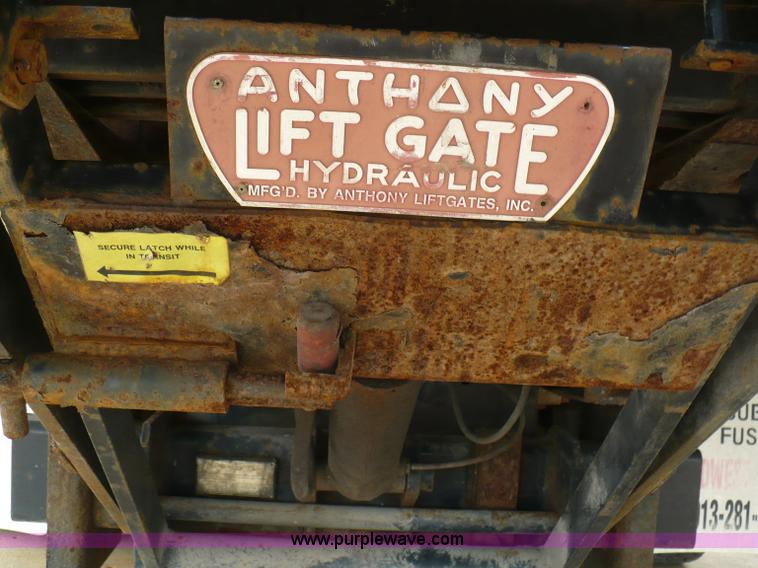 ANTHONY
LIFT GATE
HYDRAULIC
MFG'D. BY ANTHONY LIFTGATES, INC.
SECURE LATCH WHILE
IN TRANSIT
FUS
13-281-
www.purplewave.com